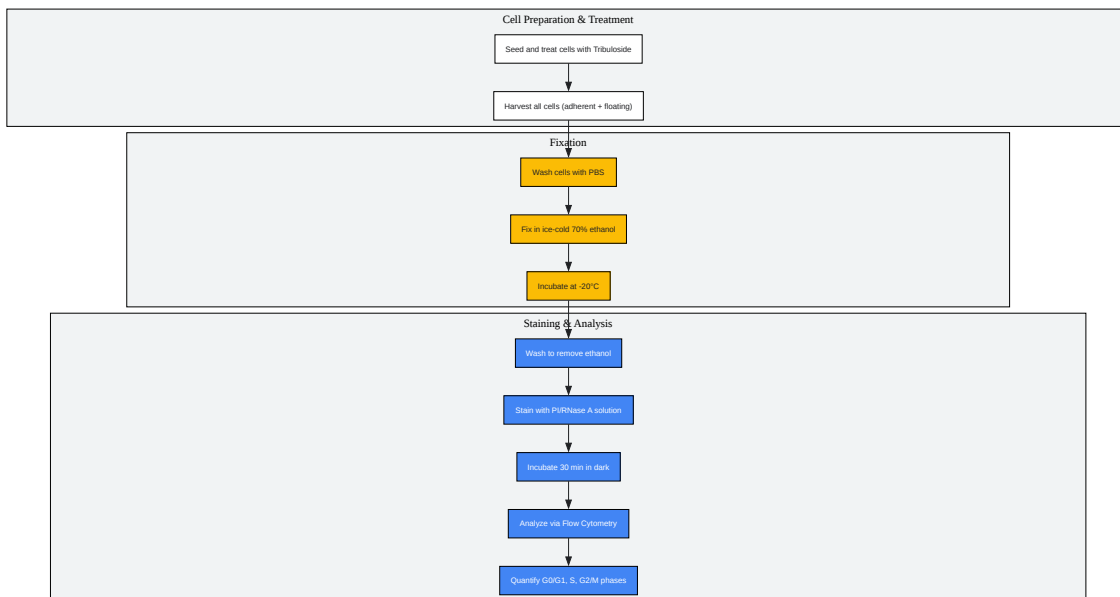 Cell Preparation & Treatment
Seed and treat cells with Tribuloside
Harvest all cells (adherent + floating)
Fixation
Wash cells with PBS
Fix in ice-cold 70% ethanol
Incubate at -20°C
Staining & Analysis
Wash to remove ethanol
Stain with PI/RNase A solution
Incubate 30 min in dark
Analyze via Flow Cytometry
Quantify G0/G1, S, G2/M phases